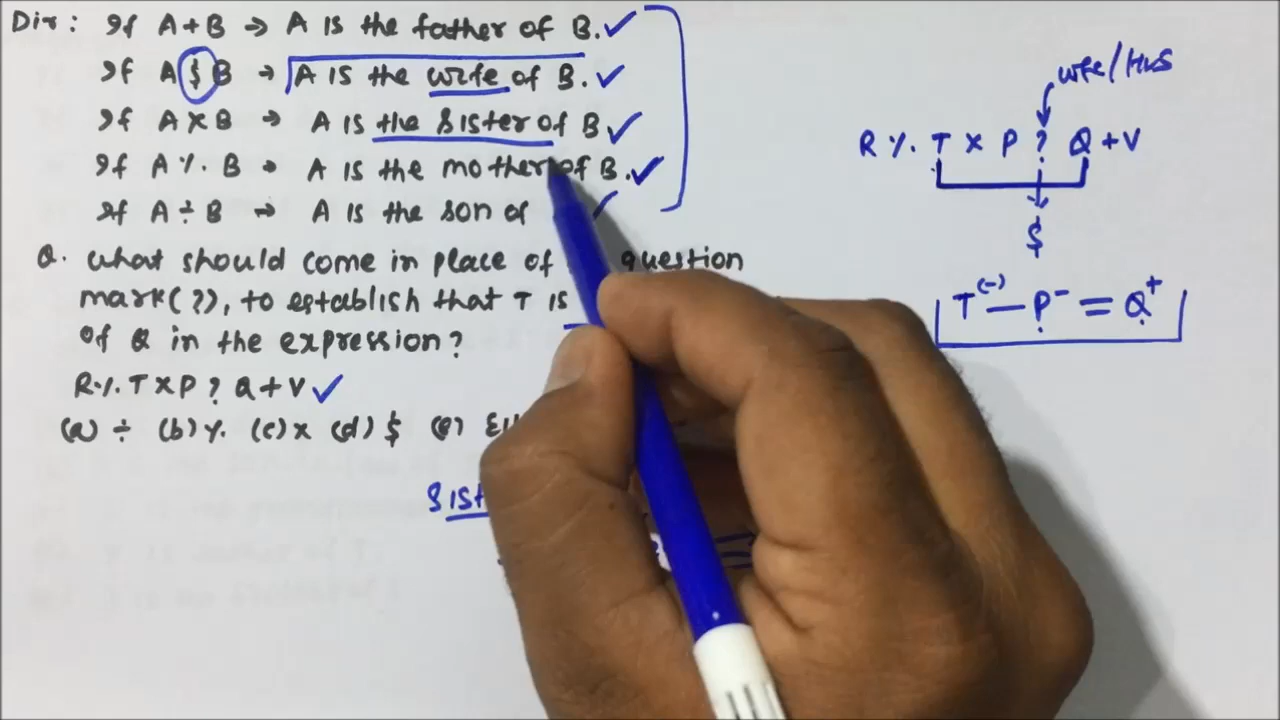 Dir: If A+B → A is the father of B. ✓
If A $ B → A is the wife of B. ✓
If A × B → A is the sister of B ✓
If A % B → A is the mother of B. ✓
If A ÷ B → A is the son of
Q. what should come in place of question
mark(?), to establish that T is
of Q in the expression?
R % T × P ? Q + V ✓
(a) ÷ (b) % (c) × (d) $ (e)
wife/Hus
R % T × P ? Q + V
$
T(-) — P- = Q+